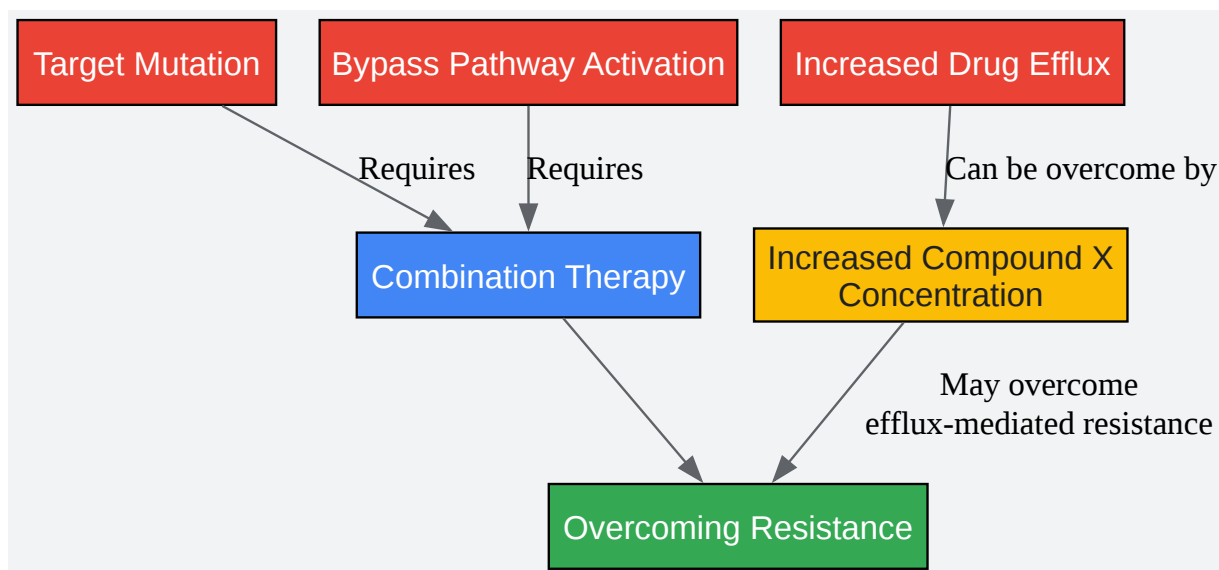 Target Mutation
Bypass Pathway Activation
Increased Drug Efflux
Requires
Requires
Can be overcome by
Combination Therapy
Increased Compound X
Concentration
May overcome
efflux-mediated resistance
Overcoming Resistance